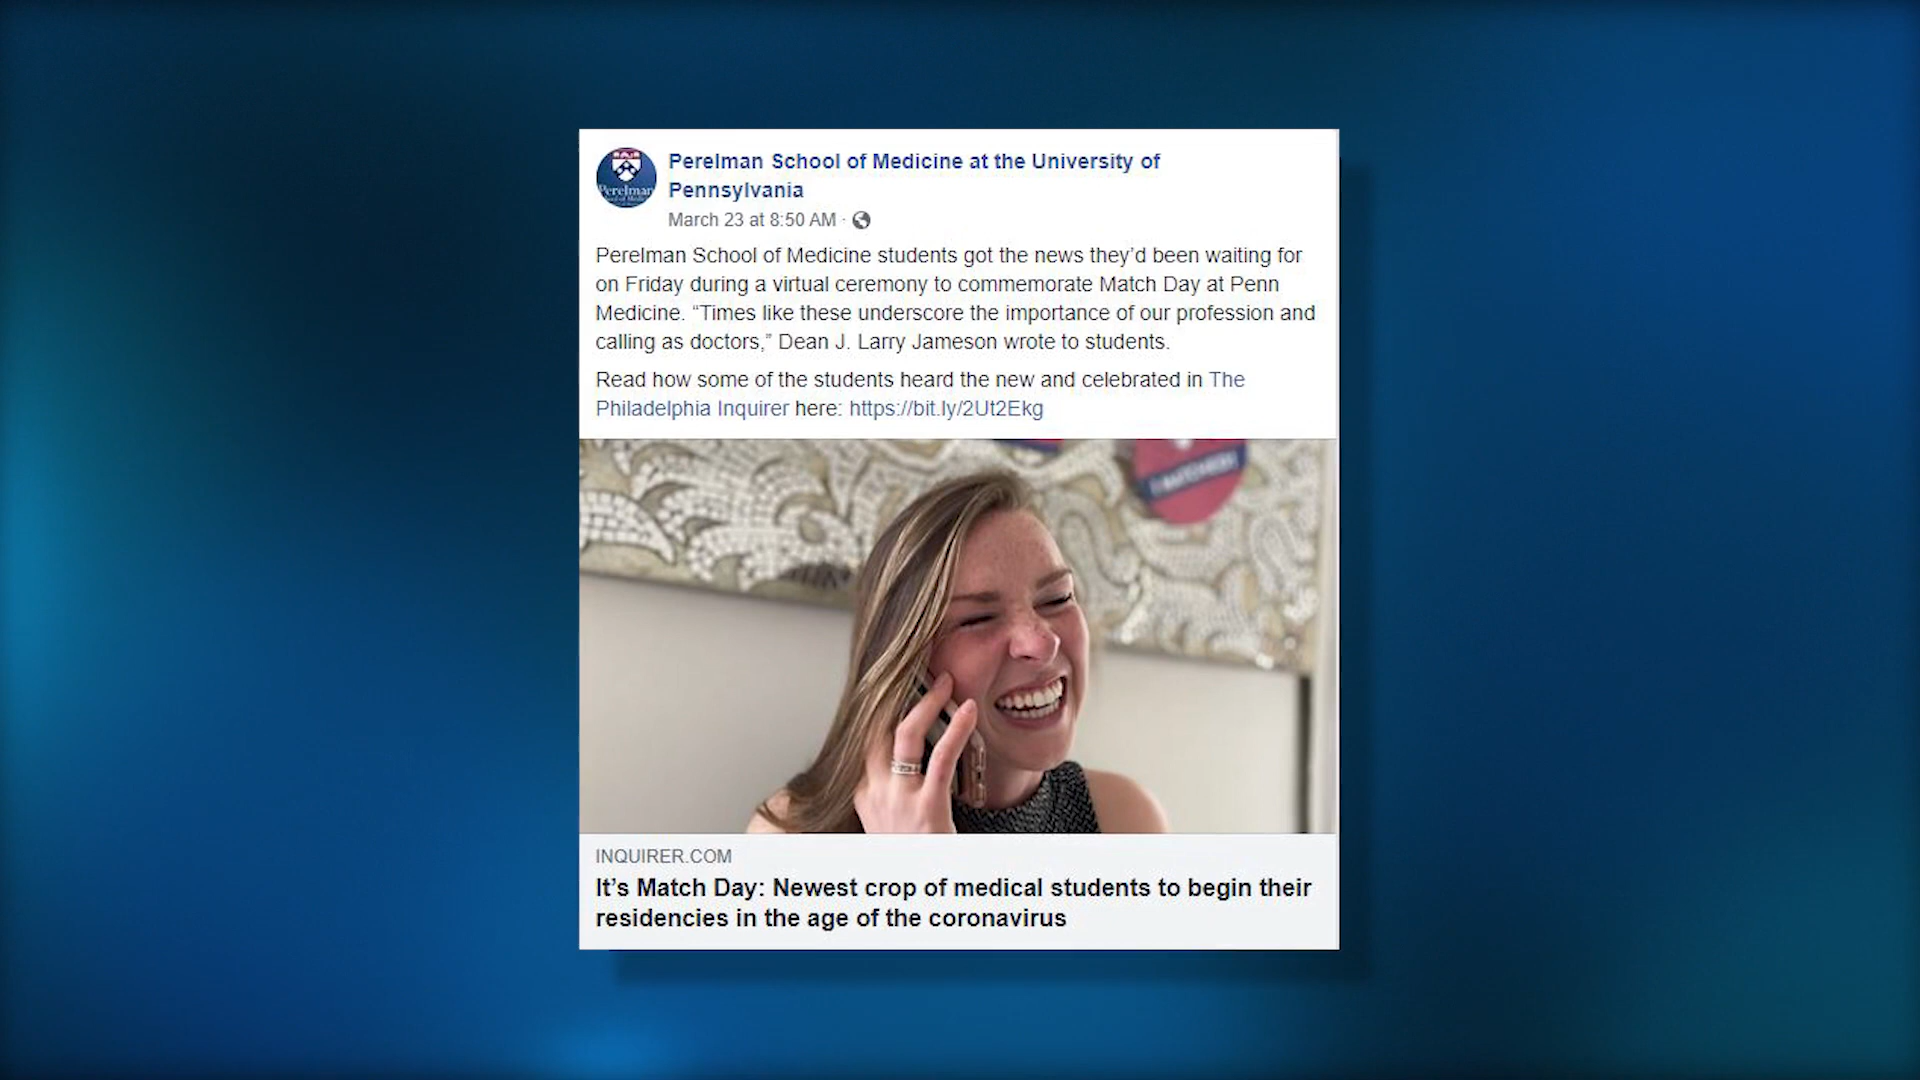 Perelman School of Medicine at the University of
Pennsylvania
March 23 at 8:50 AM ·
Perelman
Perelman School of Medicine students got the news they’d been waiting for
on Friday during a virtual ceremony to commemorate Match Day at Penn
Medicine. “Times like these underscore the importance of our profession and
calling as doctors,” Dean J. Larry Jameson wrote to students.
Read how some of the students heard the new and celebrated in The
Philadelphia Inquirer here: https://bit.ly/2Ut2Ekg
I MATCHED!
INQUIRER.COM
It’s Match Day: Newest crop of medical students to begin their
residencies in the age of the coronavirus